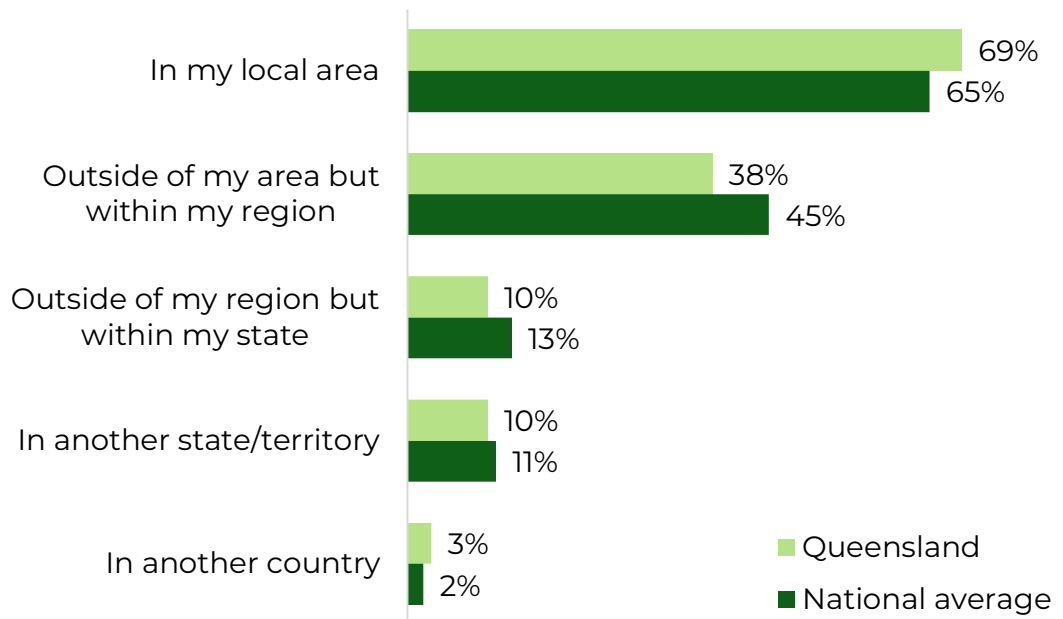 In my local area
69%
65%
Outside of my area but
within my region
38%
45%
Outside of my region but
within my state
10%
13%
In another state/territory
10%
11%
In another country
3%
2%
Queensland
National average